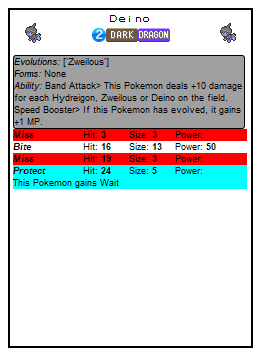 Deino
2 DARK DRAGON
Evolutions: ['Zweilous']
Forms: None
Ability: Band Attack> This Pokemon deals +10 damage
for each Hydreigon, Zweilous or Deino on the field.
Speed Booster> If this Pokemon has evolved, it gains
+1 MP.
Miss Hit: 3 Size: 3 Power:
Bite Hit: 16 Size: 13 Power: 50
Miss Hit: 19 Size: 3 Power:
Protect Hit: 24 Size: 5 Power:
This Pokemon gains Wait